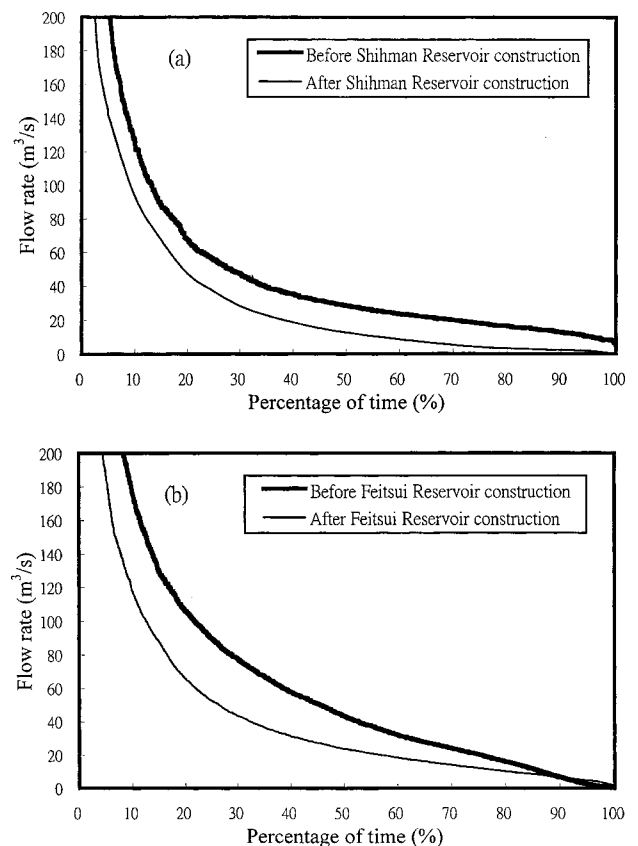 200
180
160
140
120
100
80
60
40
20
0
Flow rate (m³/s)
(a)
Before Shihman Reservoir construction
After Shihman Reservoir construction
0 10 20 30 40 50 60 70 80 90 100
Percentage of time (%)
200
180
160
140
120
100
80
60
40
20
0
Flow rate (m³/s)
(b)
Before Feitsui Reservoir construction
After Feitsui Reservoir construction
0 10 20 30 40 50 60 70 80 90 100
Percentage of time (%)